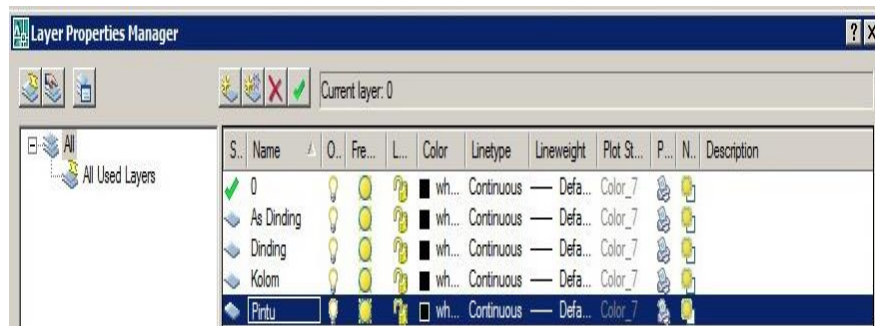 Layer Properties Manager
Current layer: 0
All
All Used Layers
S.. Name O.. Fre... L... Color Linetype Lineweight Plot St... P... N.. Description
0 wh... Continuous Defa... Color_7
As Dinding wh... Continuous Defa... Color_7
Dinding wh... Continuous Defa... Color_7
Kolom wh... Continuous Defa... Color_7
Pintu wh... Continuous Defa... Color_7